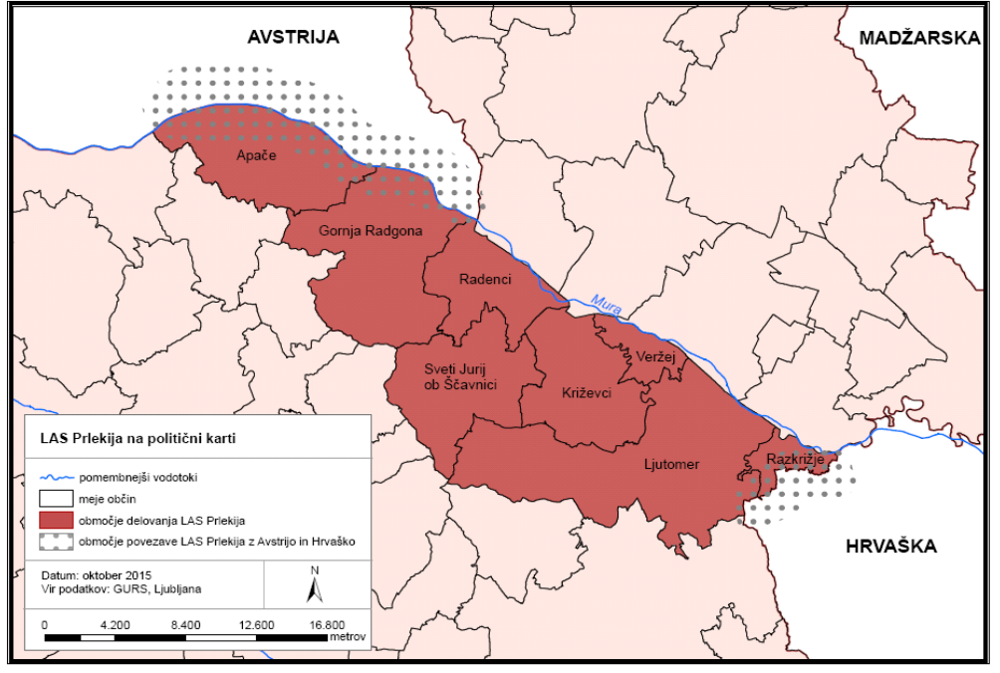 AVSTRIJA
MADŽARSKA
Apače
Gornja Radgona
Radenci
Mura
Veržej
Sveti Jurij
ob Ščavnici
Križevci
Ljutomer
Razkrižje
HRVAŠKA
LAS Prlekija na politični karti
pomembnejši vodotoki
meje občin
območje delovanja LAS Prlekija
območje povezave LAS Prlekija z Avstrijo in Hrvaško
Datum: oktober 2015
Vir podatkov: GURS, Ljubljana
N
0 4.200 8.400 12.600 16.800
metrov